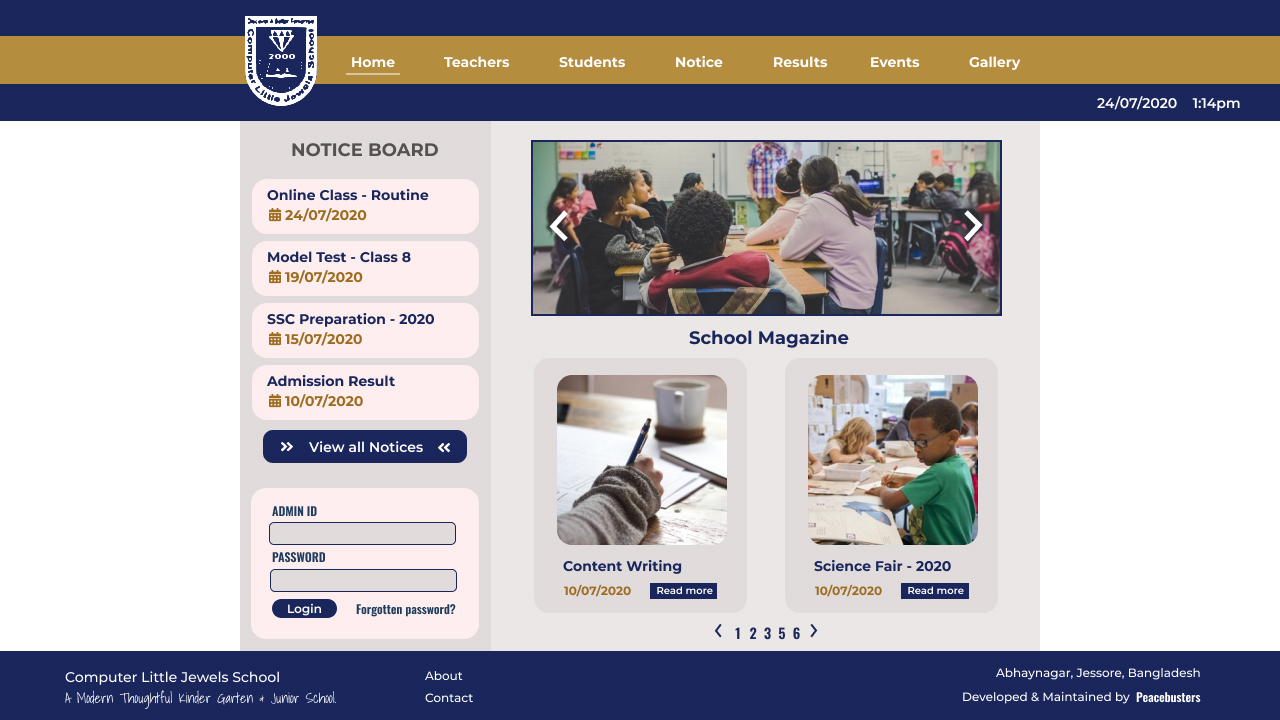 2000
Computer Little Jewels School
Home Teachers Students Notice Results Events Gallery
24/07/2020 1:14pm
NOTICE BOARD
Online Class - Routine
24/07/2020
Model Test - Class 8
19/07/2020
SSC Preparation - 2020
15/07/2020
Admission Result
10/07/2020
View all Notices
ADMIN ID
PASSWORD
Login Forgotten password?
School Magazine
Content Writing
10/07/2020 Read more
Science Fair - 2020
10/07/2020 Read more
1 2 3 5 6
Computer Little Jewels School
A Modern Thoughtful Kinder Garten & Junior School.
About
Contact
Abhaynagar, Jessore, Bangladesh
Developed & Maintained by Peacebusters